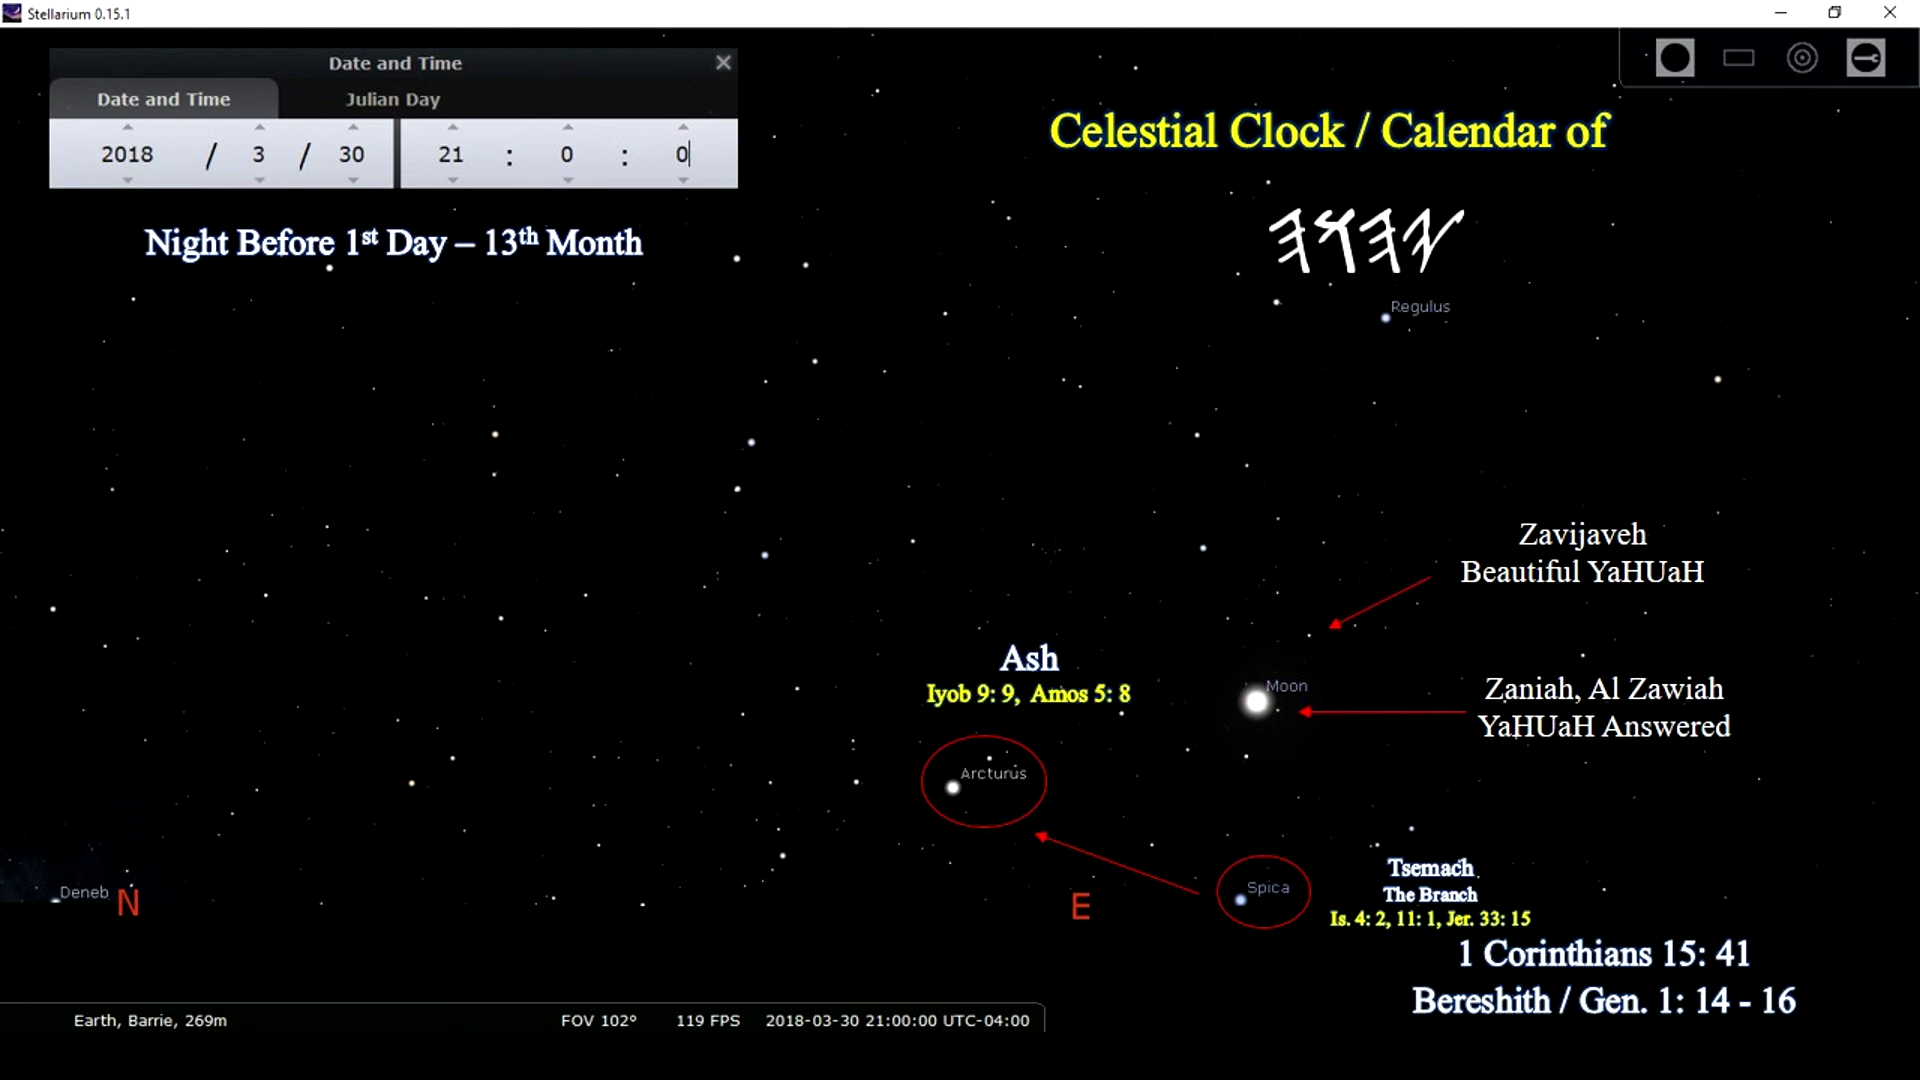 Stellarium 0.15.1
Date and Time
Date and Time Julian Day
2018 / 3 / 30 21 : 0 : 0
Celestial Clock / Calendar of
𐤉𐤄𐤅𐤄
Night Before 1st Day – 13th Month
Regulus
Zavijaveh
Beautiful YaHUaH
Ash
Iyob 9: 9, Amos 5: 8
Moon
Zaniah, Al Zawiah
YaHUaH Answered
Arcturus
Spica
Tsemach
The Branch
Is. 4: 2, 11: 1, Jer. 33: 15
Deneb
N
E
1 Corinthians 15: 41
Bereshith / Gen. 1: 14 - 16
Earth, Barrie, 269m FOV 102° 119 FPS 2018-03-30 21:00:00 UTC-04:00